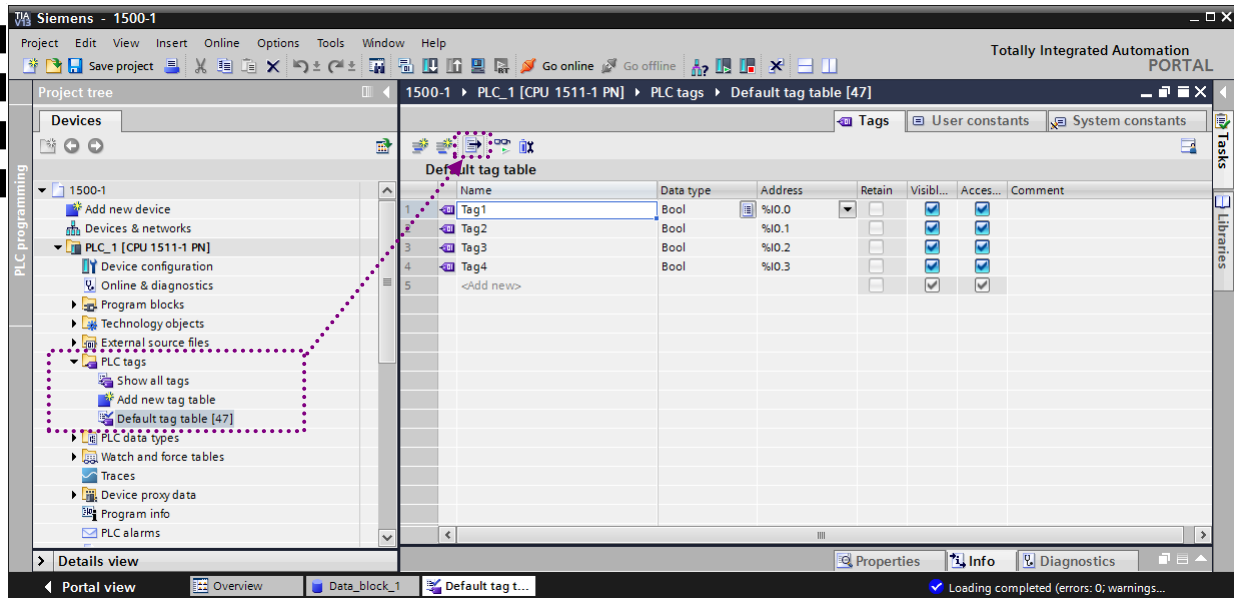 Siemens - 1500-1
Project Edit View Insert Online Options Tools Window Help
Totally Integrated Automation
PORTAL
Save project Go online Go offline
Project tree
1500-1 PLC_1 [CPU 1511-1 PN] PLC tags Default tag table [47]
Devices
Tags User constants System constants
Default tag table
Name Data type Address Retain Visibl... Acces... Comment
1 Tag1 Bool %I0.0
2 Tag2 Bool %I0.1
3 Tag3 Bool %I0.2
4 Tag4 Bool %I0.3
5 <Add new>
1500-1
Add new device
Devices & networks
PLC_1 [CPU 1511-1 PN]
Device configuration
Online & diagnostics
Program blocks
Technology objects
External source files
PLC tags
Show all tags
Add new tag table
Default tag table [47]
PLC data types
Watch and force tables
Traces
Device proxy data
Program info
PLC alarms
PLC programming
Tasks
Libraries
Details view
Properties Info Diagnostics
Portal view Overview Data_block_1 Default tag t...
Loading completed (errors: 0; warnings...